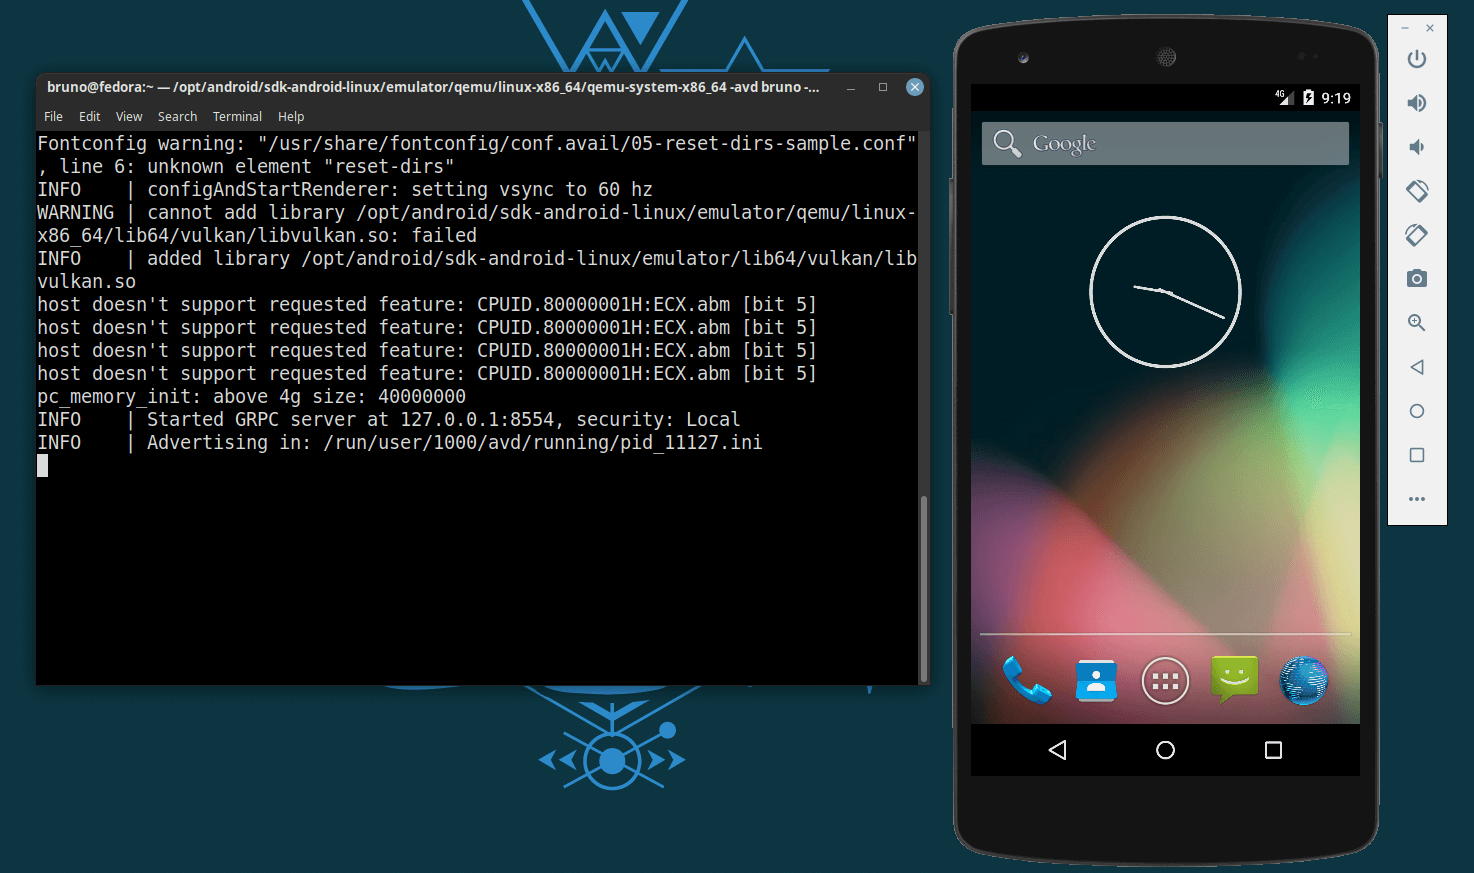 bruno@fedora:~ — /opt/android/sdk-android-linux/emulator/qemu/linux-x86_64/qemu-system-x86_64 -avd bruno -...
File Edit View Search Terminal Help
Fontconfig warning: "/usr/share/fontconfig/conf.avail/05-reset-dirs-sample.conf"
, line 6: unknown element "reset-dirs"
INFO    | configAndStartRenderer: setting vsync to 60 hz
WARNING | cannot add library /opt/android/sdk-android-linux/emulator/qemu/linux-
x86_64/lib64/vulkan/libvulkan.so: failed
INFO    | added library /opt/android/sdk-android-linux/emulator/lib64/vulkan/lib
vulkan.so
host doesn't support requested feature: CPUID.80000001H:ECX.abm [bit 5]
host doesn't support requested feature: CPUID.80000001H:ECX.abm [bit 5]
host doesn't support requested feature: CPUID.80000001H:ECX.abm [bit 5]
host doesn't support requested feature: CPUID.80000001H:ECX.abm [bit 5]
pc_memory_init: above 4g size: 40000000
INFO    | Started GRPC server at 127.0.0.1:8554, security: Local
INFO    | Advertising in: /run/user/1000/avd/running/pid_11127.ini
4G 9:19
Google